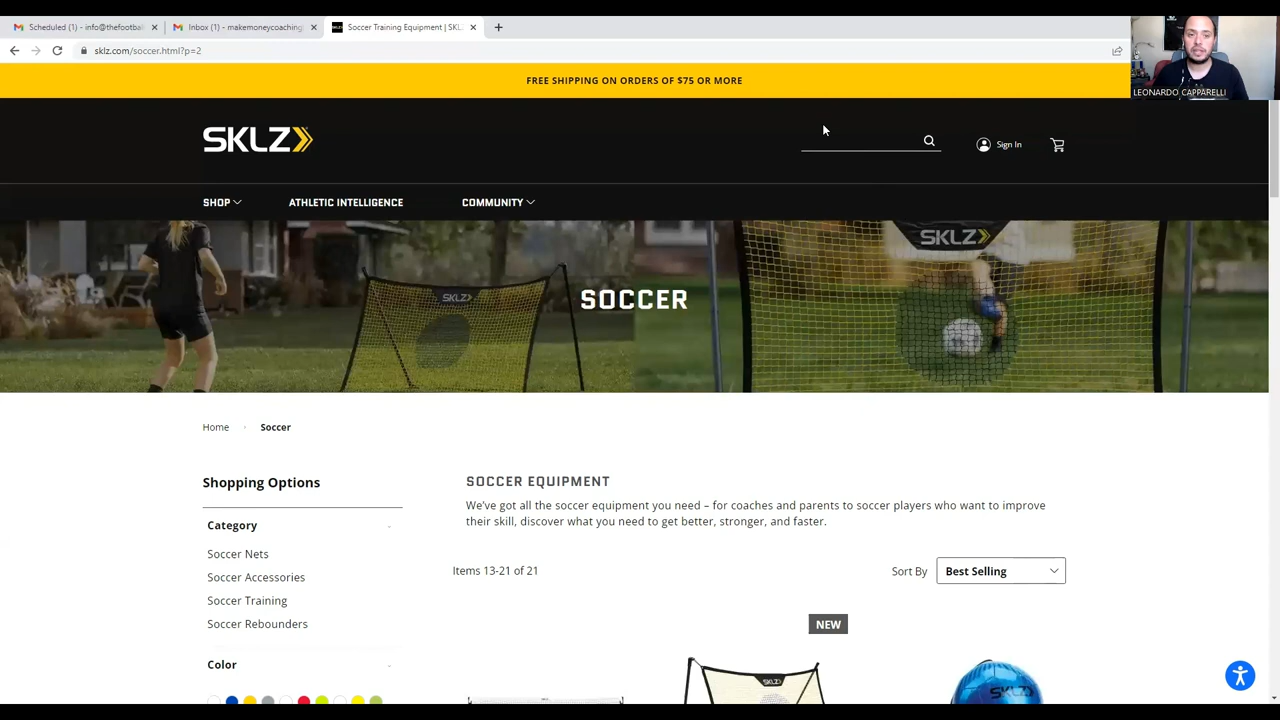 Scheduled (1) - info@thefootbal
Inbox (1) - makemoneycoaching
Soccer Training Equipment | SKL
sklz.com/soccer.html?p=2
LEONARDO CAPPARELLI
FREE SHIPPING ON ORDERS OF $75 OR MORE
SKLZ
Sign In
SHOP
ATHLETIC INTELLIGENCE
COMMUNITY
SKLZ
SKLZ
SOCCER
Home
Soccer
Shopping Options
SOCCER EQUIPMENT
We've got all the soccer equipment you need – for coaches and parents to soccer players who want to improve
their skill, discover what you need to get better, stronger, and faster.
Category
Soccer Nets
Soccer Accessories
Soccer Training
Soccer Rebounders
Items 13-21 of 21
Sort By
Best Selling
NEW
Color
SKLZ
SKLZ